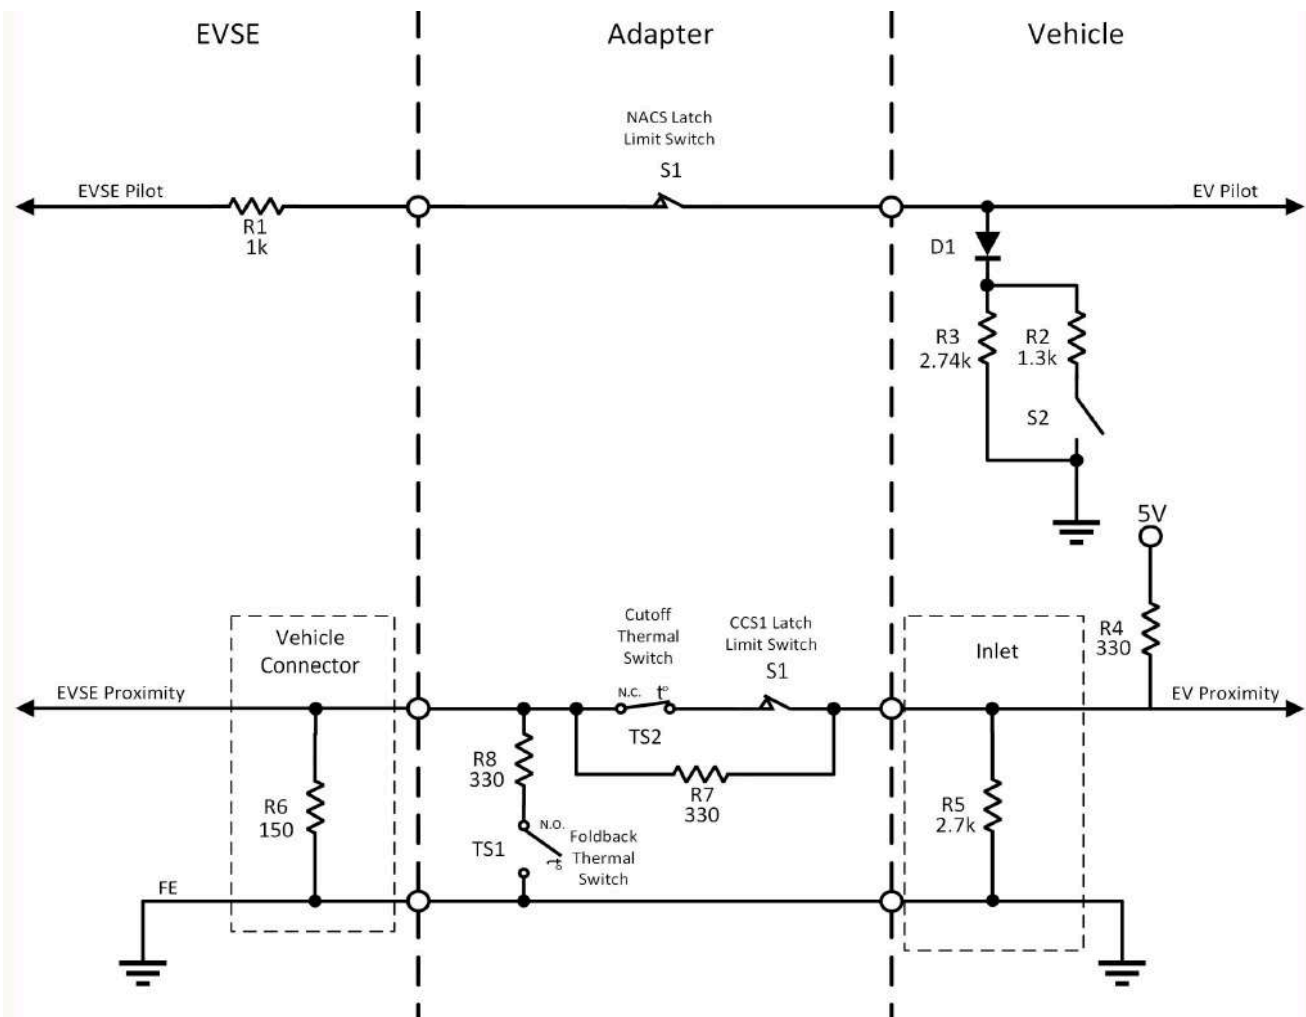 EVSE
Adapter
Vehicle
NACS Latch
Limit Switch
S1
EVSE Pilot
EV Pilot
R1
1k
D1
R3
2.74k
R2
1.3k
S2
5V
R4
330
Vehicle
Connector
Cutoff
Thermal
Switch
CCS1 Latch
Limit Switch
S1
Inlet
EVSE Proximity
N.C.
t°
EV Proximity
TS2
R8
330
R7
330
R6
150
R5
2.7k
N.O.
TS1
Foldback
Thermal
Switch
t°
FE